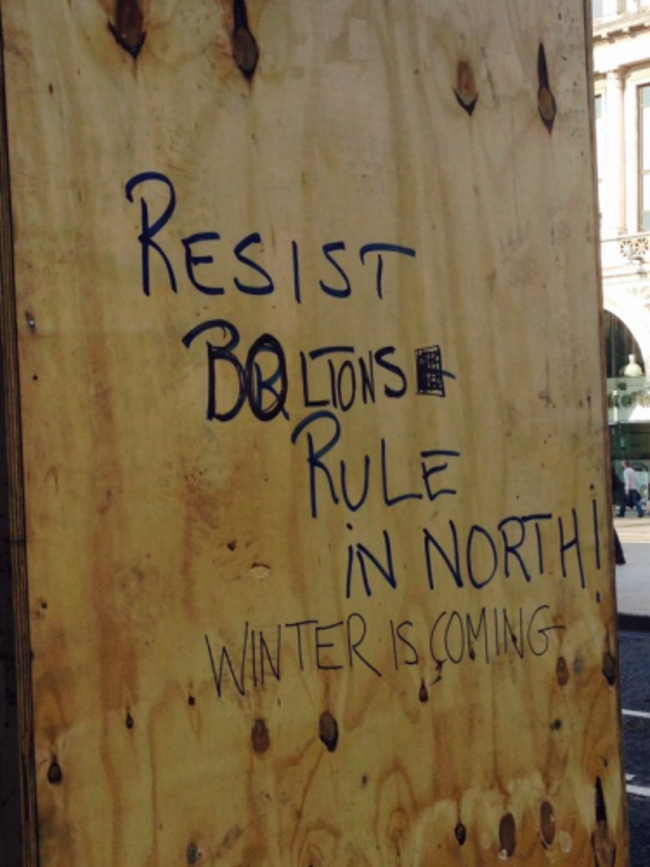 RESIST
BOLTONS
RULE
IN NORTH!
WINTER IS COMING